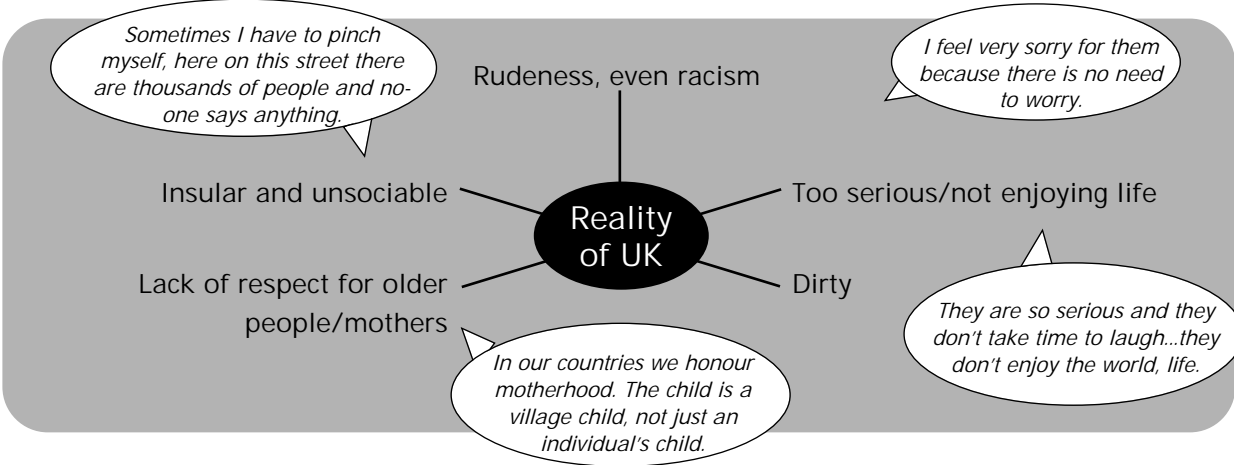 Sometimes I have to pinch
myself, here on this street there
are thousands of people and no-
one says anything.
Rudeness, even racism
I feel very sorry for them
because there is no need
to worry.
Insular and unsociable
Reality
of UK
Too serious/not enjoying life
Lack of respect for older
people/mothers
Dirty
In our countries we honour
motherhood. The child is a
village child, not just an
individual's child.
They are so serious and they
don't take time to laugh...they
don't enjoy the world, life.